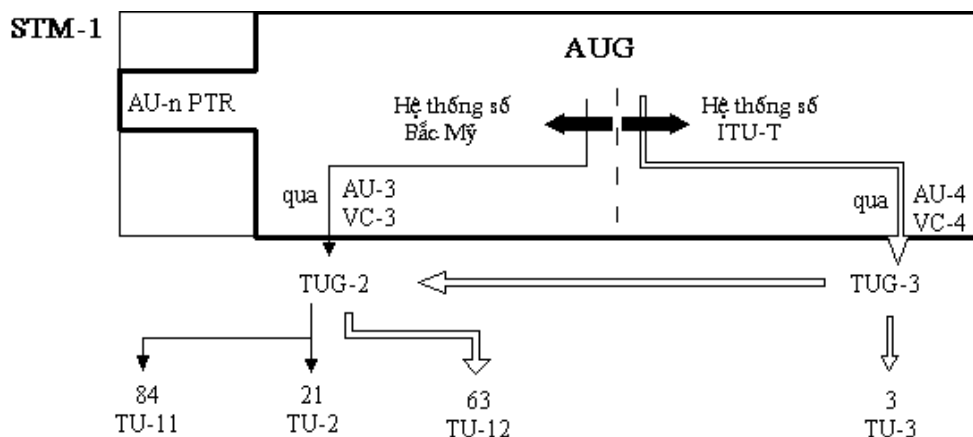 STM-1
AUG
AU-n PTR
Hệ thống số
Bắc Mỹ
Hệ thống số
ITU-T
qua
AU-3
VC-3
qua
AU-4
VC-4
TUG-2
TUG-3
84
TU-11
21
TU-2
63
TU-12
3
TU-3